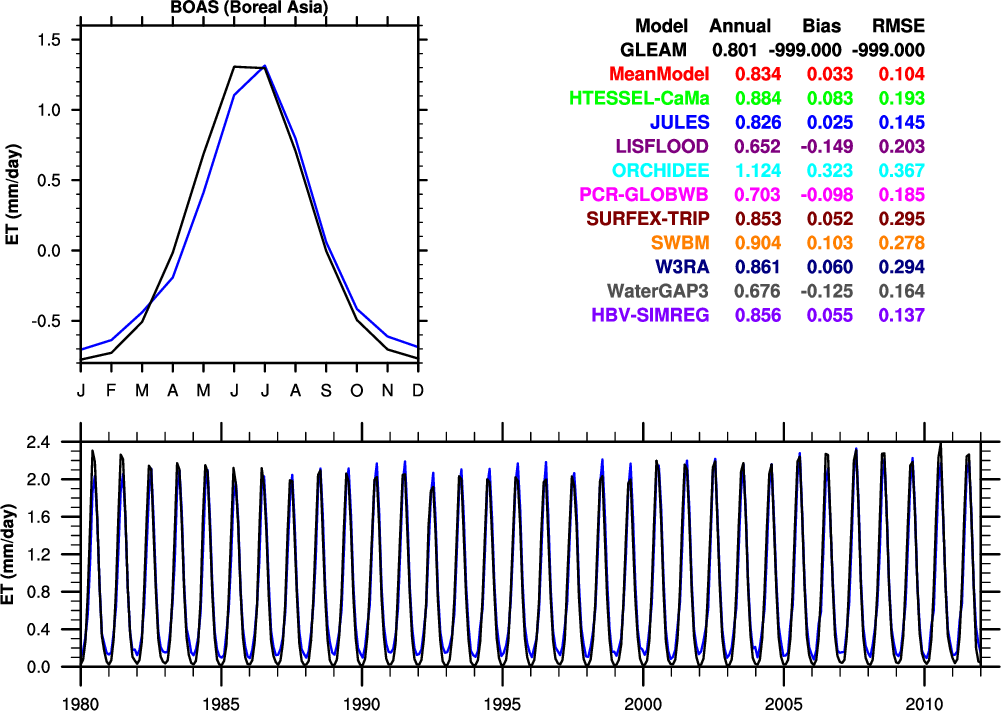 BOAS (Boreal Asia)
ET (mm/day)
1.5
1.0
0.5
0.0
-0.5
J F M A M J J A S O N D
Model Annual Bias RMSE
GLEAM 0.801 -999.000 -999.000
MeanModel 0.834 0.033 0.104
HTESSEL-CaMa 0.884 0.083 0.193
JULES 0.826 0.025 0.145
LISFLOOD 0.652 -0.149 0.203
ORCHIDEE 1.124 0.323 0.367
PCR-GLOBWB 0.703 -0.098 0.185
SURFEX-TRIP 0.853 0.052 0.295
SWBM 0.904 0.103 0.278
W3RA 0.861 0.060 0.294
WaterGAP3 0.676 -0.125 0.164
HBV-SIMREG 0.856 0.055 0.137
ET (mm/day)
2.4
2.0
1.6
1.2
0.8
0.4
0.0
1980 1985 1990 1995 2000 2005 2010